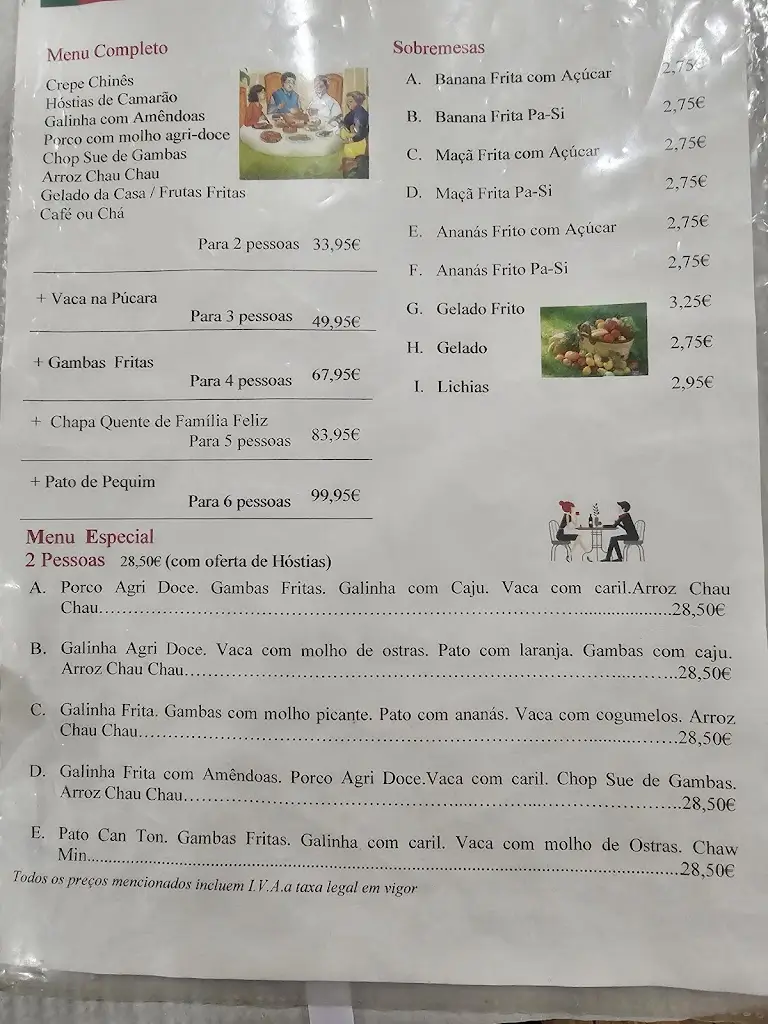 Menu Completo
Crepe Chinês
Hóstias de Camarão
Galinha com Amêndoas
Porco com molho agri-doce
Chop Sue de Gambas
Arroz Chau Chau
Gelado da Casa / Frutas Fritas
Café ou Chá
Para 2 pessoas 33,95€
+ Vaca na Púcara
Para 3 pessoas 49,95€
+ Gambas Fritas
Para 4 pessoas 67,95€
+ Chapa Quente de Família Feliz
Para 5 pessoas 83,95€
+ Pato de Pequim
Para 6 pessoas 99,95€
Sobremesas
A. Banana Frita com Açúcar 2,75€
B. Banana Frita Pa-Si 2,75€
C. Maçã Frita com Açúcar 2,75€
D. Maçã Frita Pa-Si 2,75€
E. Ananás Frito com Açúcar 2,75€
F. Ananás Frito Pa-Si 2,75€
G. Gelado Frito 3,25€
H. Gelado 2,75€
I. Lichias 2,95€
Menu Especial
2 Pessoas 28,50€ (com oferta de Hóstias)
A. Porco Agri Doce. Gambas Fritas. Galinha com Caju. Vaca com caril.Arroz Chau
Chau....................28,50€
B. Galinha Agri Doce. Vaca com molho de ostras. Pato com laranja. Gambas com caju.
Arroz Chau Chau....................28,50€
C. Galinha Frita. Gambas com molho picante. Pato com ananás. Vaca com cogumelos. Arroz
Chau Chau....................28,50€
D. Galinha Frita com Amêndoas. Porco Agri Doce.Vaca com caril. Chop Sue de Gambas.
Arroz Chau Chau....................28,50€
E. Pato Can Ton. Gambas Fritas. Galinha com caril. Vaca com molho de Ostras. Chaw
Min....................28,50€
Todos os preços mencionados incluem I.V.A.a taxa legal em vigor